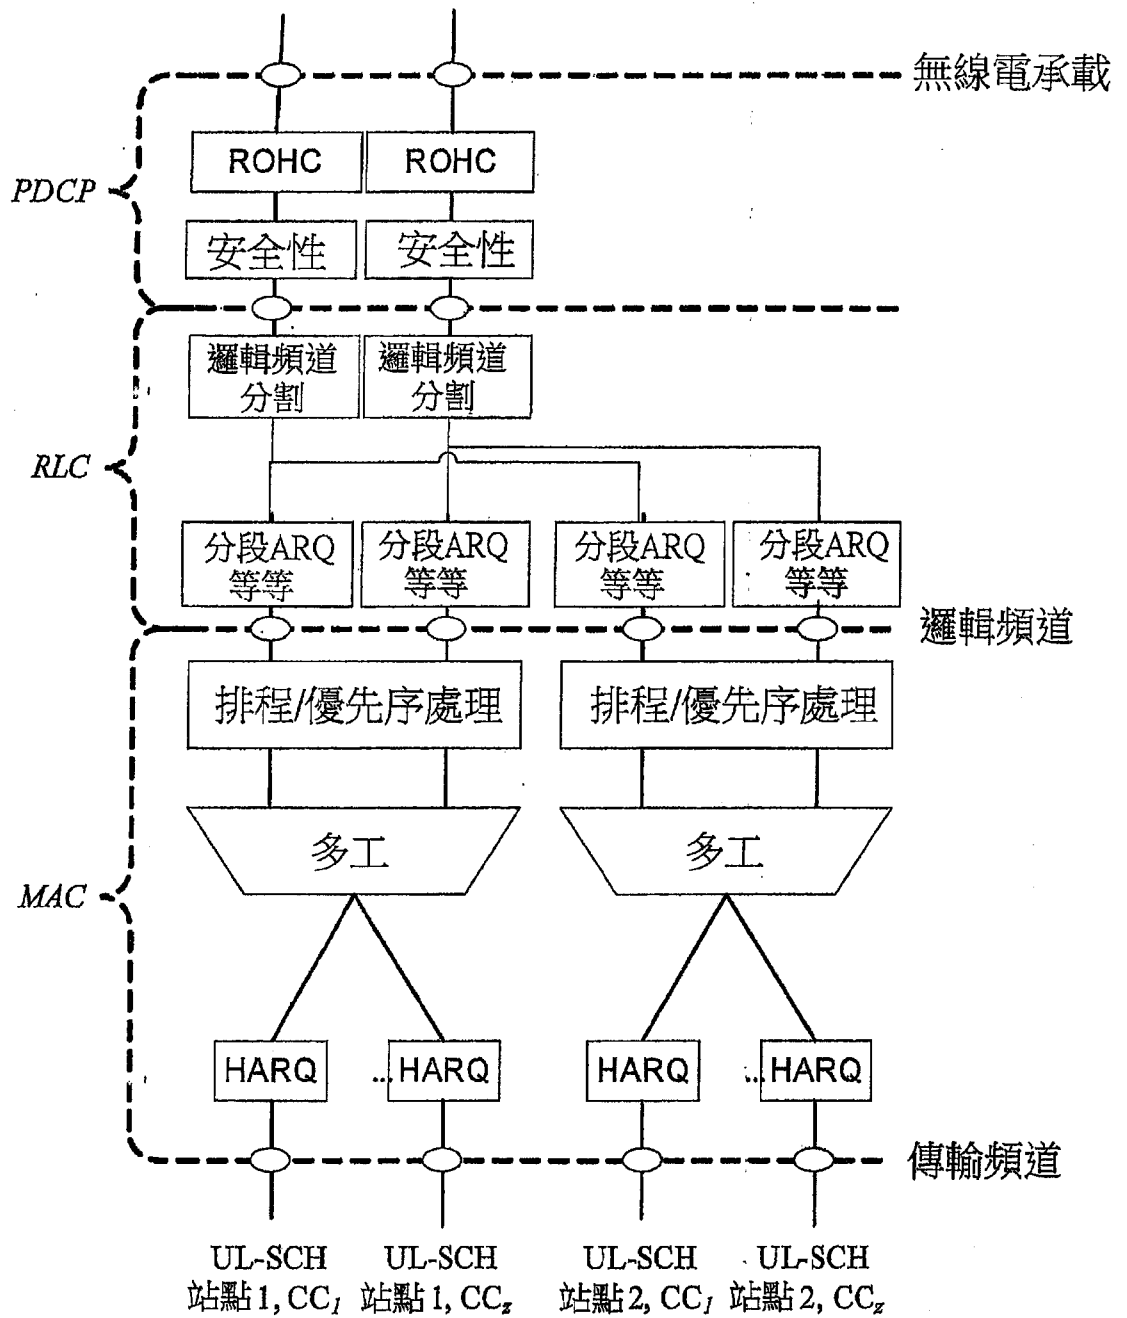 無線電承載
PDCP
ROHC
ROHC
安全性
安全性
邏輯頻道
分割
邏輯頻道
分割
RLC
分段ARQ
等等
分段ARQ
等等
分段ARQ
等等
分段ARQ
等等
邏輯頻道
排程/優先序處理
排程/優先序處理
多工
多工
MAC
HARQ
...HARQ
HARQ
...HARQ
傳輸頻道
UL-SCH
站點1, CC1
UL-SCH
站點1, CCz
UL-SCH
站點2, CC1
UL-SCH
站點2, CCz